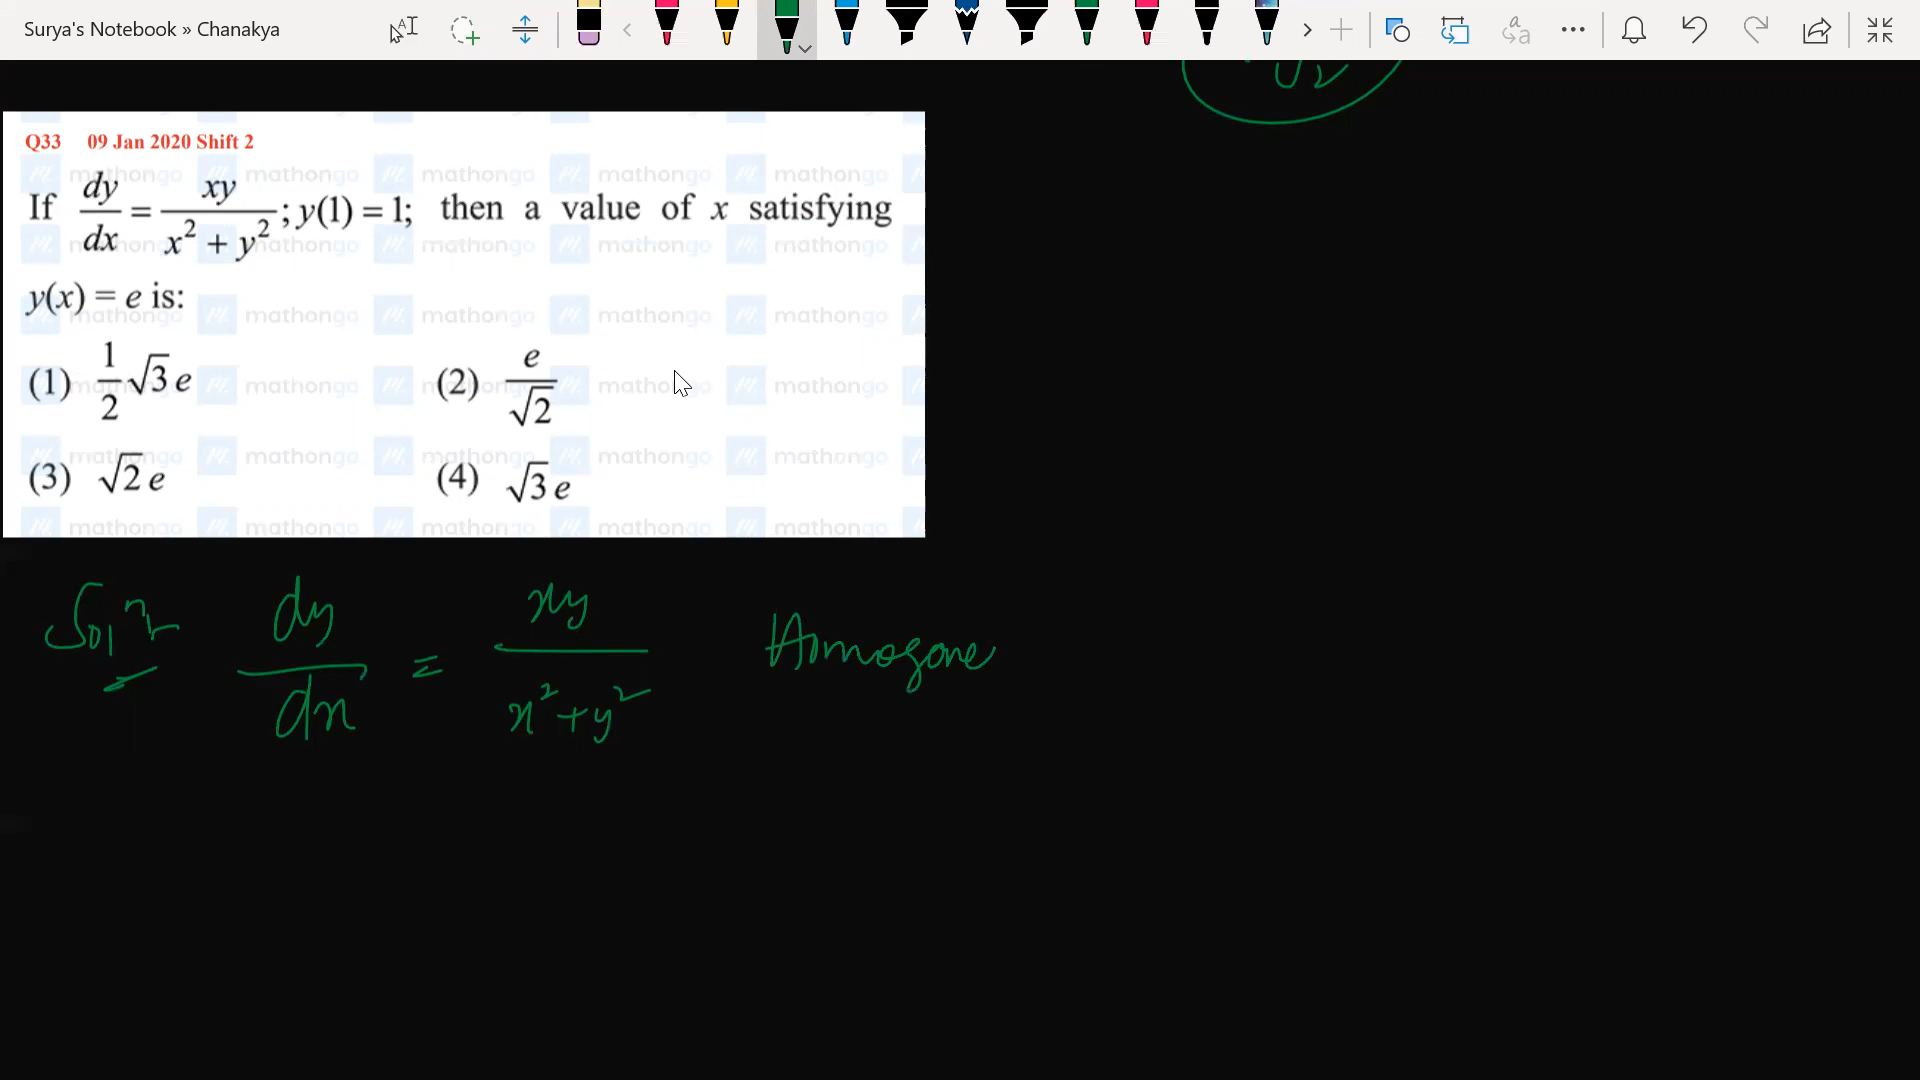 Surya's Notebook » Chanakya
Q33 09 Jan 2020 Shift 2
If dy/dx = xy/(x² + y²); y(1) = 1; then a value of x satisfying
y(x) = e is:
(1) 1/2 √3 e (2) e/√2
(3) √2 e (4) √3 e
mathongo
Solⁿ dy/dx = xy/(x²+y²) Homogene